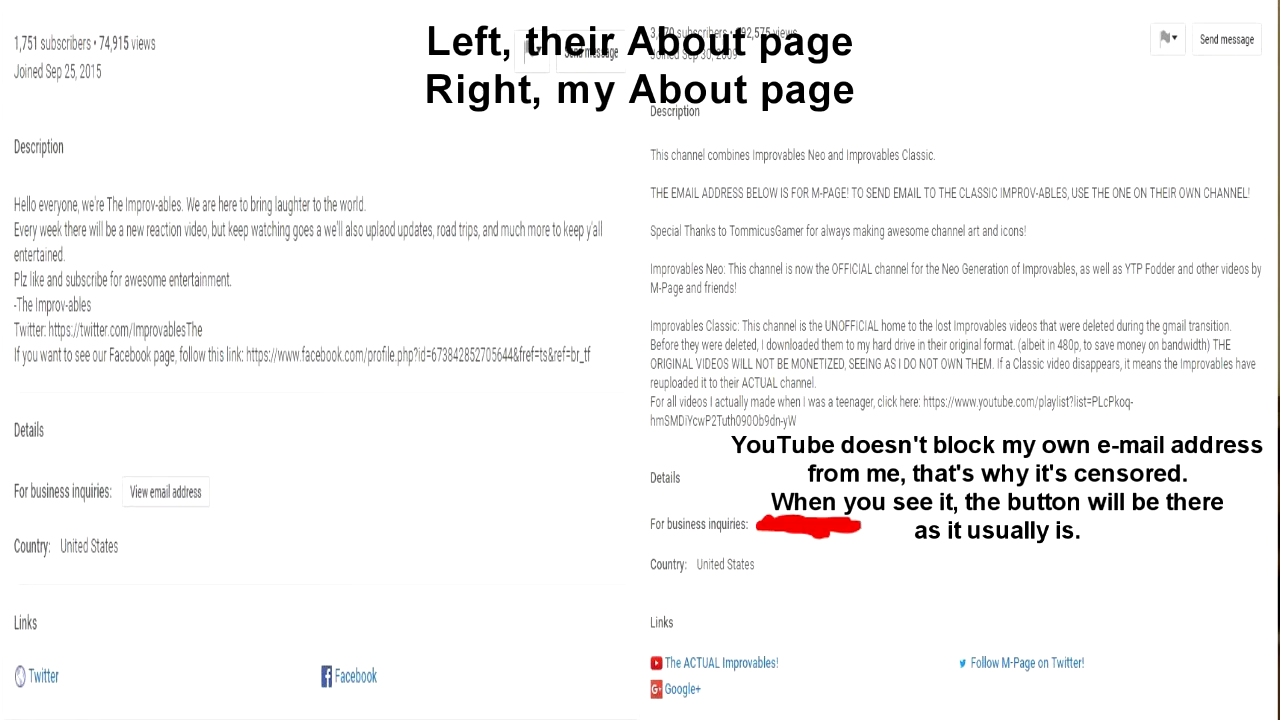 Left, their About page
Right, my About page
1,751 subscribers • 74,915 views
Joined Sep 25, 2015
Send message
Description
Hello everyone, we're The Improv-ables. We are here to bring laughter to the world.
Every week there will be a new reaction video, but keep watching goes a we'll also uplaod updates, road trips, and much more to keep y'all
entertained.
Plz like and subscribe for awesome entertainment.
-The Improv-ables
Twitter: https://twitter.com/ImprovablesThe
If you want to see our Facebook page, follow this link: https://www.facebook.com/profile.php?id=673842852705644&fref=ts&ref=br_tf
Details
For business inquiries: View email address
Country: United States
Links
Twitter
Facebook
subscribers • views
Joined Sep 30, 2009
Send message
Description
This channel combines Improvables Neo and Improvables Classic.
THE EMAIL ADDRESS BELOW IS FOR M-PAGE! TO SEND EMAIL TO THE CLASSIC IMPROV-ABLES, USE THE ONE ON THEIR OWN CHANNEL!
Special Thanks to TommicusGamer for always making awesome channel art and icons!
Improvables Neo: This channel is now the OFFICIAL channel for the Neo Generation of Improvables, as well as YTP Fodder and other videos by
M-Page and friends!
Improvables Classic: This channel is the UNOFFICIAL home to the lost Improvables videos that were deleted during the gmail transition.
Before they were deleted, I downloaded them to my hard drive in their original format. (albeit in 480p, to save money on bandwidth) THE
ORIGINAL VIDEOS WILL NOT BE MONETIZED, SEEING AS I DO NOT OWN THEM. If a Classic video disappears, it means the Improvables have
reuploaded it to their ACTUAL channel.
For all videos I actually made when I was a teenager, click here: https://www.youtube.com/playlist?list=PLcPkoq-
hmSMDiYcwP2Tuth090Ob9dn-yW
YouTube doesn't block my own e-mail address
from me, that's why it's censored.
When you see it, the button will be there
as it usually is.
Details
For business inquiries:
Country: United States
Links
The ACTUAL Improvables!
Follow M-Page on Twitter!
Google+